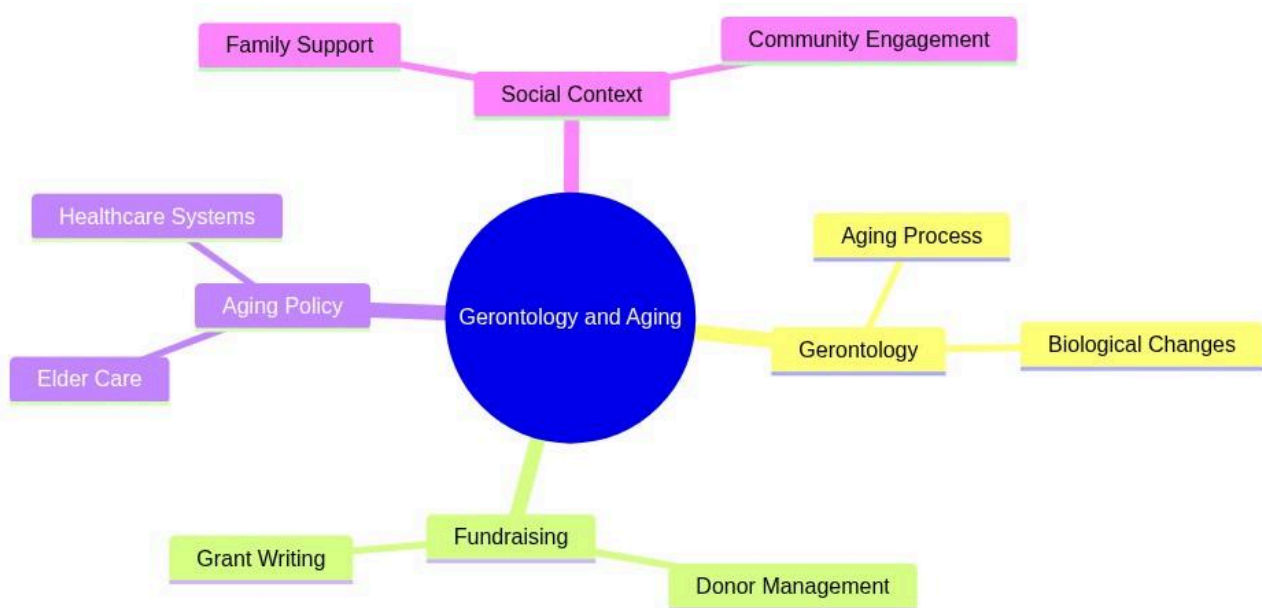 Family Support
Community Engagement
Social Context
Healthcare Systems
Aging Process
Aging Policy
Gerontology and Aging
Gerontology
Biological Changes
Elder Care
Fundraising
Grant Writing
Donor Management